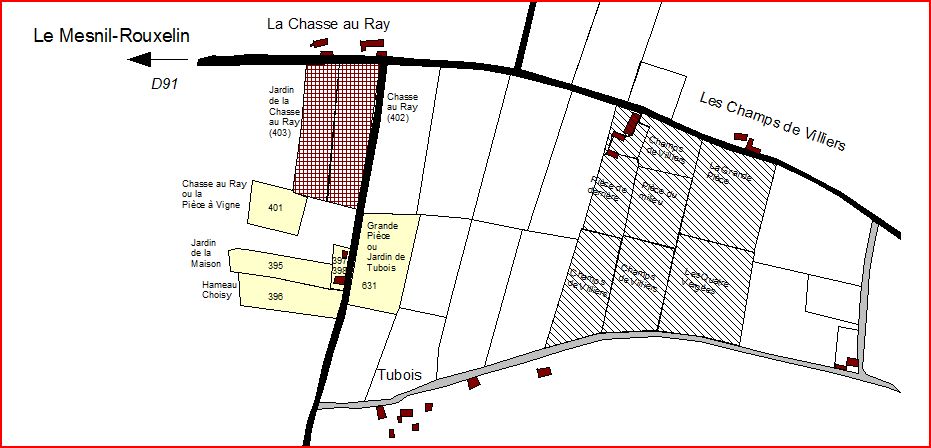 La Chasse au Ray
Le Mesnil-Rouxelin
D91
Jardin
de la
Chasse
au Ray
(403)
Chasse
au Ray
(402)
Les Champs de Villiers
Champs
de Villiers
La Grande
Pièce
Pièce de
derrière
Pièce du
milieu
Chasse au Ray
ou la
Pièce à Vigne
401
Grande
Pièce
ou
Jardin de
Tubois
631
Jardin
de la
Maison
395
397
398
Hameau
Choisy
396
Champs
de Villiers
Champs
de Villiers
Les Quatre
Vergées
Tubois